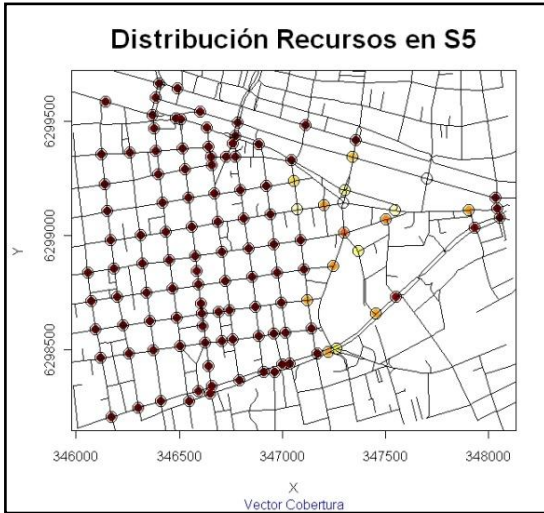 Distribución Recursos en S5
6299500
6299000
6298500
Y
346000 346500 347000 347500 348000
X
Vector Cobertura